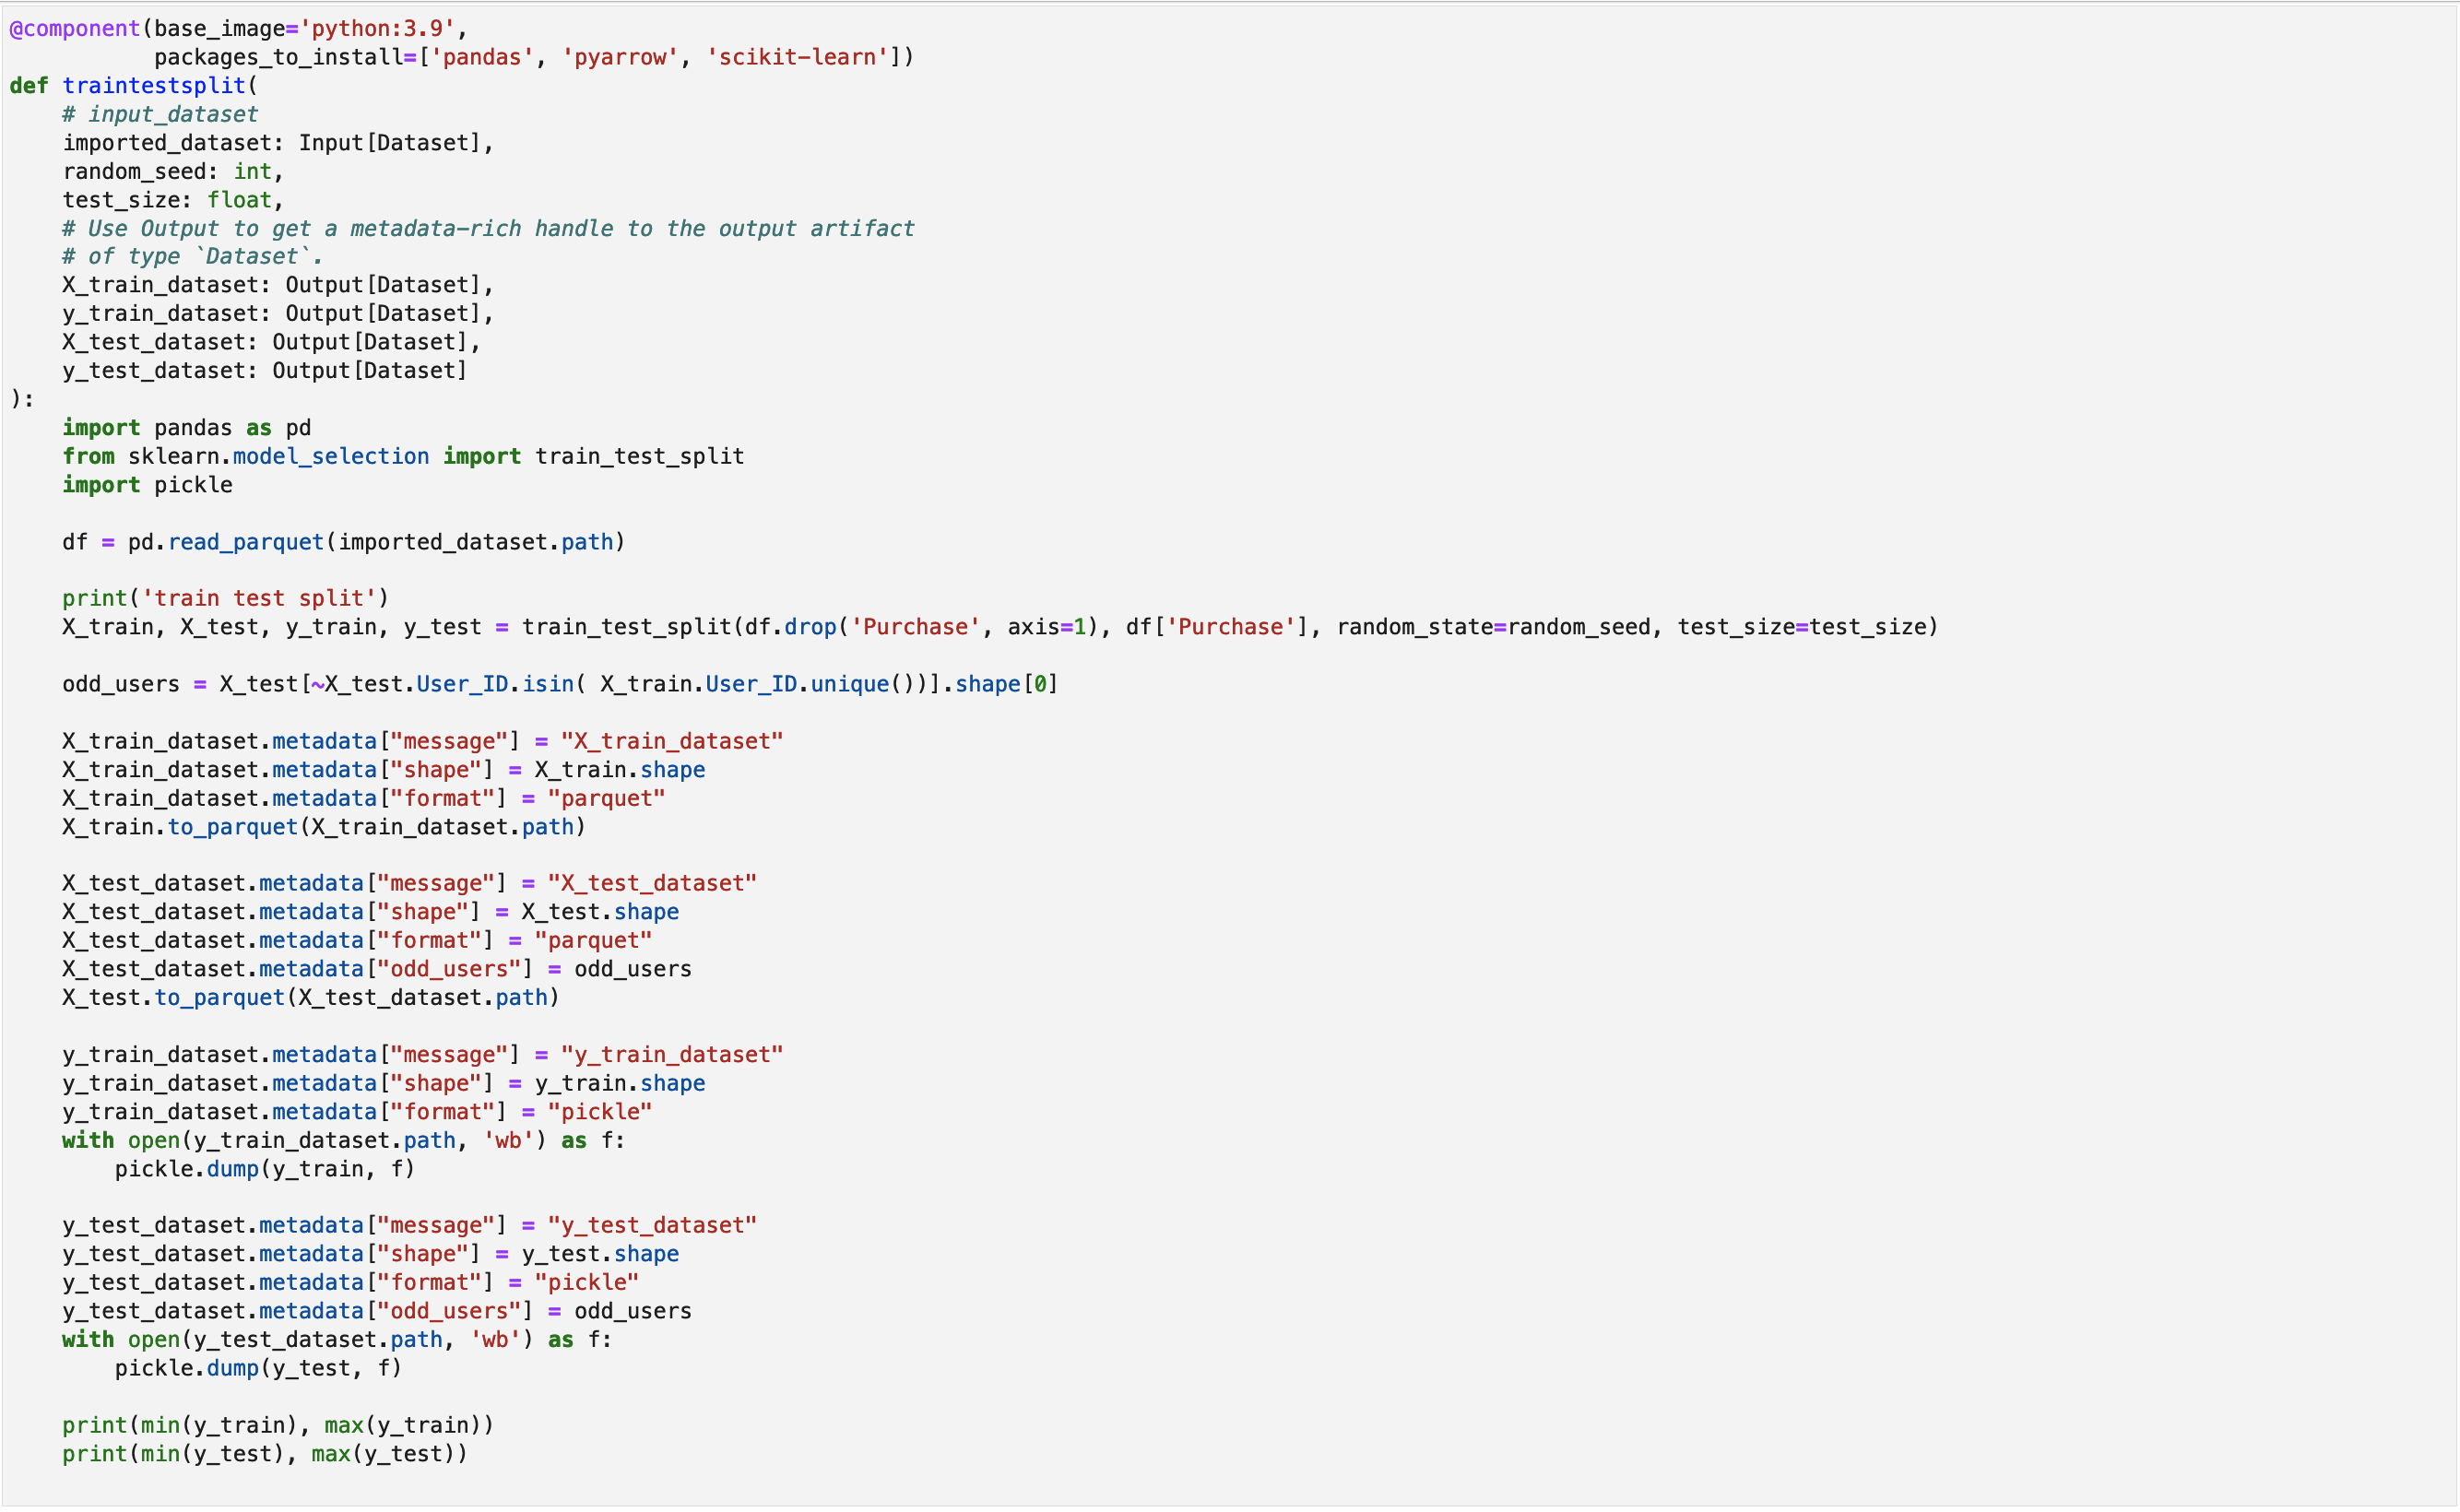 @component(base_image='python:3.9',
           packages_to_install=['pandas', 'pyarrow', 'scikit-learn'])
def traintestsplit(
    # input_dataset
    imported_dataset: Input[Dataset],
    random_seed: int,
    test_size: float,
    # Use Output to get a metadata-rich handle to the output artifact
    # of type `Dataset`.
    X_train_dataset: Output[Dataset],
    y_train_dataset: Output[Dataset],
    X_test_dataset: Output[Dataset],
    y_test_dataset: Output[Dataset]
):
    import pandas as pd
    from sklearn.model_selection import train_test_split
    import pickle

    df = pd.read_parquet(imported_dataset.path)

    print('train test split')
    X_train, X_test, y_train, y_test = train_test_split(df.drop('Purchase', axis=1), df['Purchase'], random_state=random_seed, test_size=test_size)

    odd_users = X_test[~X_test.User_ID.isin( X_train.User_ID.unique())].shape[0]

    X_train_dataset.metadata["message"] = "X_train_dataset"
    X_train_dataset.metadata["shape"] = X_train.shape
    X_train_dataset.metadata["format"] = "parquet"
    X_train.to_parquet(X_train_dataset.path)

    X_test_dataset.metadata["message"] = "X_test_dataset"
    X_test_dataset.metadata["shape"] = X_test.shape
    X_test_dataset.metadata["format"] = "parquet"
    X_test_dataset.metadata["odd_users"] = odd_users
    X_test.to_parquet(X_test_dataset.path)

    y_train_dataset.metadata["message"] = "y_train_dataset"
    y_train_dataset.metadata["shape"] = y_train.shape
    y_train_dataset.metadata["format"] = "pickle"
    with open(y_train_dataset.path, 'wb') as f:
        pickle.dump(y_train, f)

    y_test_dataset.metadata["message"] = "y_test_dataset"
    y_test_dataset.metadata["shape"] = y_test.shape
    y_test_dataset.metadata["format"] = "pickle"
    y_test_dataset.metadata["odd_users"] = odd_users
    with open(y_test_dataset.path, 'wb') as f:
        pickle.dump(y_test, f)

    print(min(y_train), max(y_train))
    print(min(y_test), max(y_test))